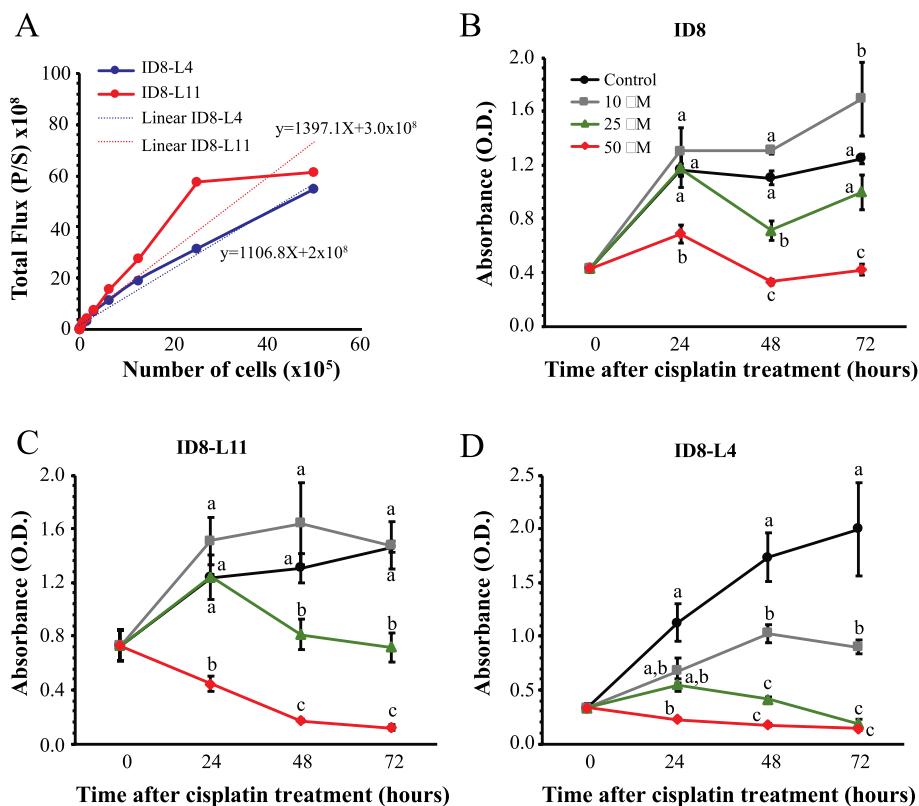 A
ID8-L4
ID8-L11
Linear ID8-L4
Linear ID8-L11
y=1397.1X+3.0x10⁸
y=1106.8X+2x10⁸
Total Flux (P/S) x10⁸
100
80
60
40
20
0
0 20 40 60
Number of cells (x10⁵)
B
ID8
Control
10 □M
25 □M
50 □M
Absorbance (O.D.)
2.0
1.6
1.2
0.8
0.4
0.0
a
a
a
b
a
a
b
c
b
a
a
c
0 24 48 72
Time after cisplatin treatment (hours)
C
ID8-L11
Absorbance (O.D.)
2.0
1.6
1.2
0.8
0.4
0.0
a
a
a
b
a
a
b
c
a
a
b
c
0 24 48 72
Time after cisplatin treatment (hours)
D
ID8-L4
Absorbance (O.D.)
2.5
2.0
1.5
1.0
0.5
0.0
a
a,b
a,b
b
a
b
c
c
a
b
c
c
0 24 48 72
Time after cisplatin treatment (hours)